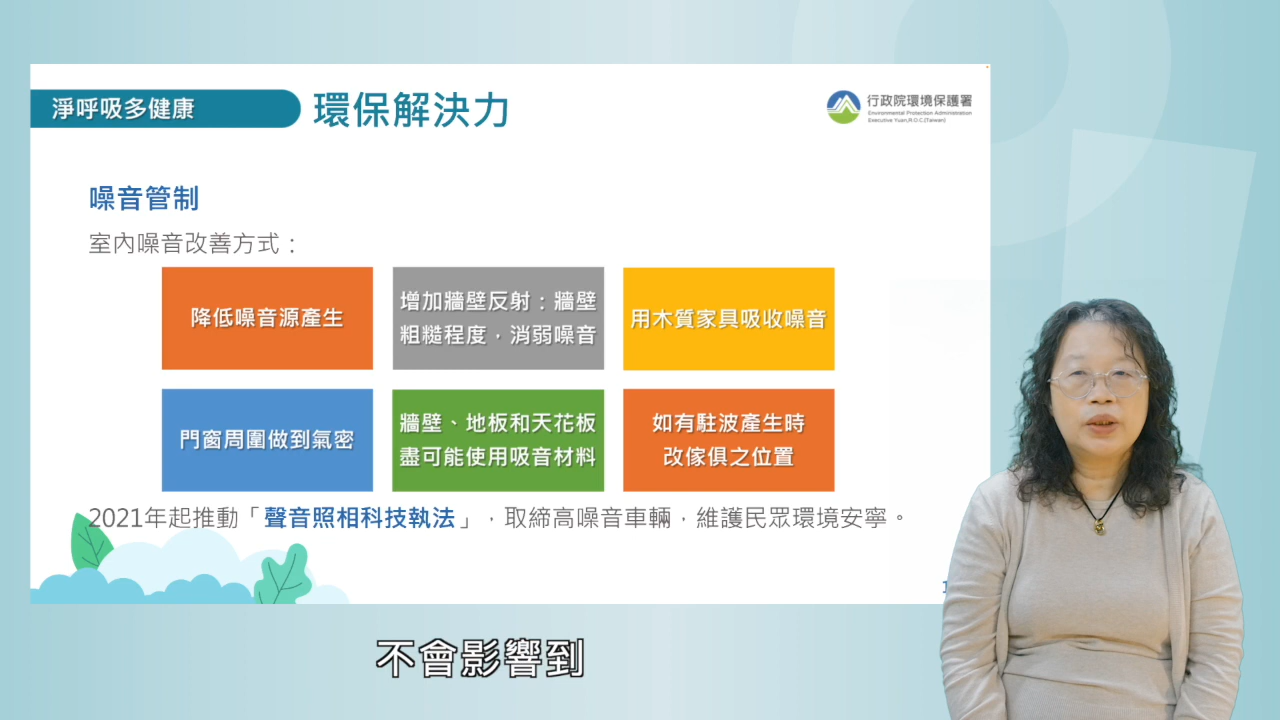 淨呼吸多健康
環保解決力
行政院環境保護署
Environmental Protection Administration
Executive Yuan,R.O.C.(Taiwan)
噪音管制
室內噪音改善方式：
降低噪音源產生
增加牆壁反射：牆壁
粗糙程度，消弱噪音
用木質家具吸收噪音
門窗周圍做到氣密
牆壁、地板和天花板
盡可能使用吸音材料
如有駐波產生時
改傢俱之位置
2021年起推動「聲音照相科技執法」，取締高噪音車輛，維護民眾環境安寧。
不會影響到